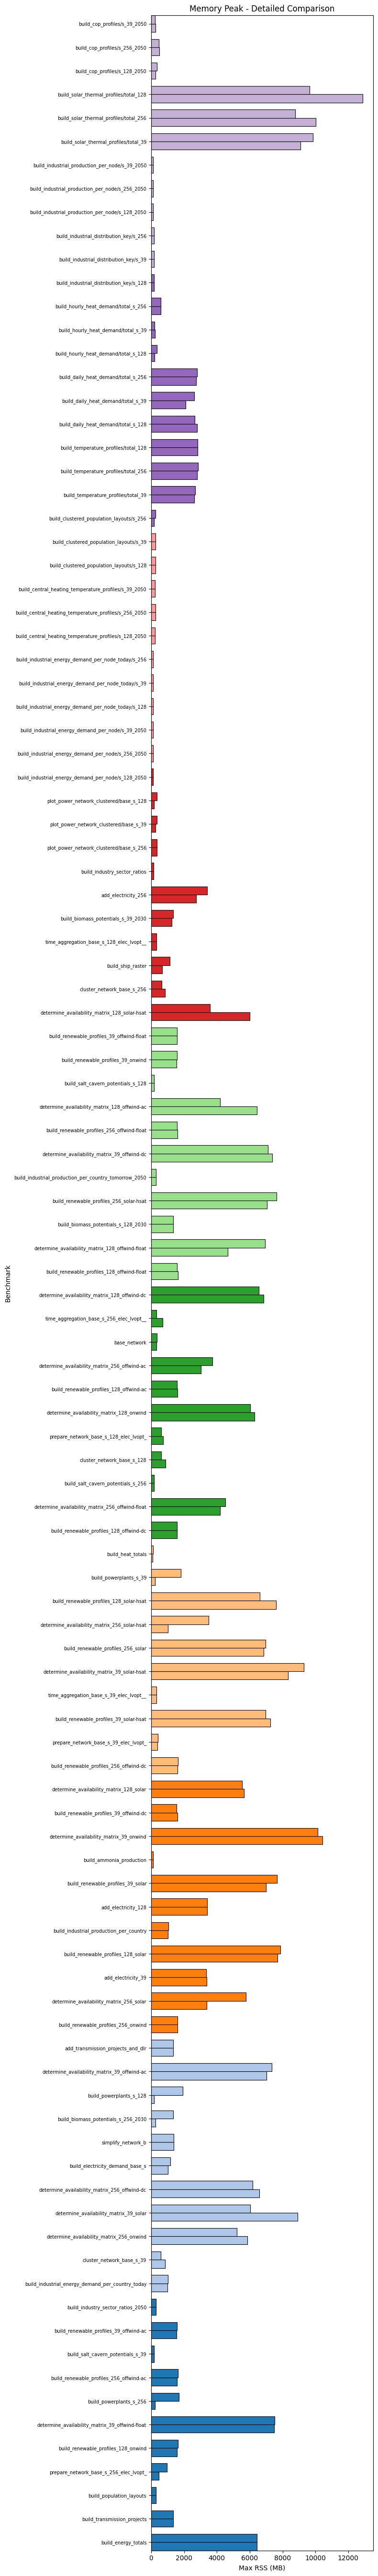 Memory Peak - Detailed Comparison
build_cop_profiles/s_39_2050
build_cop_profiles/s_256_2050
build_cop_profiles/s_128_2050
build_solar_thermal_profiles/total_128
build_solar_thermal_profiles/total_256
build_solar_thermal_profiles/total_39
build_industrial_production_per_node/s_39_2050
build_industrial_production_per_node/s_256_2050
build_industrial_production_per_node/s_128_2050
build_industrial_distribution_key/s_256
build_industrial_distribution_key/s_39
build_industrial_distribution_key/s_128
build_hourly_heat_demand/total_s_256
build_hourly_heat_demand/total_s_39
build_hourly_heat_demand/total_s_128
build_daily_heat_demand/total_s_256
build_daily_heat_demand/total_s_39
build_daily_heat_demand/total_s_128
build_temperature_profiles/total_128
build_temperature_profiles/total_256
build_temperature_profiles/total_39
build_clustered_population_layouts/s_256
build_clustered_population_layouts/s_39
build_clustered_population_layouts/s_128
build_central_heating_temperature_profiles/s_39_2050
build_central_heating_temperature_profiles/s_256_2050
build_central_heating_temperature_profiles/s_128_2050
build_industrial_energy_demand_per_node_today/s_256
build_industrial_energy_demand_per_node_today/s_39
build_industrial_energy_demand_per_node_today/s_128
build_industrial_energy_demand_per_node/s_39_2050
build_industrial_energy_demand_per_node/s_256_2050
build_industrial_energy_demand_per_node/s_128_2050
plot_power_network_clustered/base_s_128
plot_power_network_clustered/base_s_39
plot_power_network_clustered/base_s_256
build_industry_sector_ratios
add_electricity_256
build_biomass_potentials_s_39_2030
time_aggregation_base_s_128_elec_lvopt__
build_ship_raster
cluster_network_base_s_256
determine_availability_matrix_128_solar-hsat
build_renewable_profiles_39_offwind-float
build_renewable_profiles_39_onwind
build_salt_cavern_potentials_s_128
determine_availability_matrix_128_offwind-ac
build_renewable_profiles_256_offwind-float
determine_availability_matrix_39_offwind-dc
build_industrial_production_per_country_tomorrow_2050
build_renewable_profiles_256_solar-hsat
build_biomass_potentials_s_128_2030
determine_availability_matrix_128_offwind-float
build_renewable_profiles_128_offwind-float
determine_availability_matrix_128_offwind-dc
time_aggregation_base_s_256_elec_lvopt__
base_network
determine_availability_matrix_256_offwind-ac
build_renewable_profiles_128_offwind-ac
determine_availability_matrix_128_onwind
prepare_network_base_s_128_elec_lvopt_
cluster_network_base_s_128
build_salt_cavern_potentials_s_256
determine_availability_matrix_256_offwind-float
build_renewable_profiles_128_offwind-dc
build_heat_totals
build_powerplants_s_39
build_renewable_profiles_128_solar-hsat
determine_availability_matrix_256_solar-hsat
build_renewable_profiles_256_solar
determine_availability_matrix_39_solar-hsat
time_aggregation_base_s_39_elec_lvopt__
build_renewable_profiles_39_solar-hsat
prepare_network_base_s_39_elec_lvopt_
build_renewable_profiles_256_offwind-dc
determine_availability_matrix_128_solar
build_renewable_profiles_39_offwind-dc
determine_availability_matrix_39_onwind
build_ammonia_production
build_renewable_profiles_39_solar
add_electricity_128
build_industrial_production_per_country
build_renewable_profiles_128_solar
add_electricity_39
determine_availability_matrix_256_solar
build_renewable_profiles_256_onwind
add_transmission_projects_and_dlr
determine_availability_matrix_39_offwind-ac
build_powerplants_s_128
build_biomass_potentials_s_256_2030
simplify_network_b
build_electricity_demand_base_s
determine_availability_matrix_256_offwind-dc
determine_availability_matrix_39_solar
determine_availability_matrix_256_onwind
cluster_network_base_s_39
build_industrial_energy_demand_per_country_today
build_industry_sector_ratios_2050
build_renewable_profiles_39_offwind-ac
build_salt_cavern_potentials_s_39
build_renewable_profiles_256_offwind-ac
build_powerplants_s_256
determine_availability_matrix_39_offwind-float
build_renewable_profiles_128_onwind
prepare_network_base_s_256_elec_lvopt_
build_population_layouts
build_transmission_projects
build_energy_totals
Benchmark
0 2000 4000 6000 8000 10000 12000
Max RSS (MB)